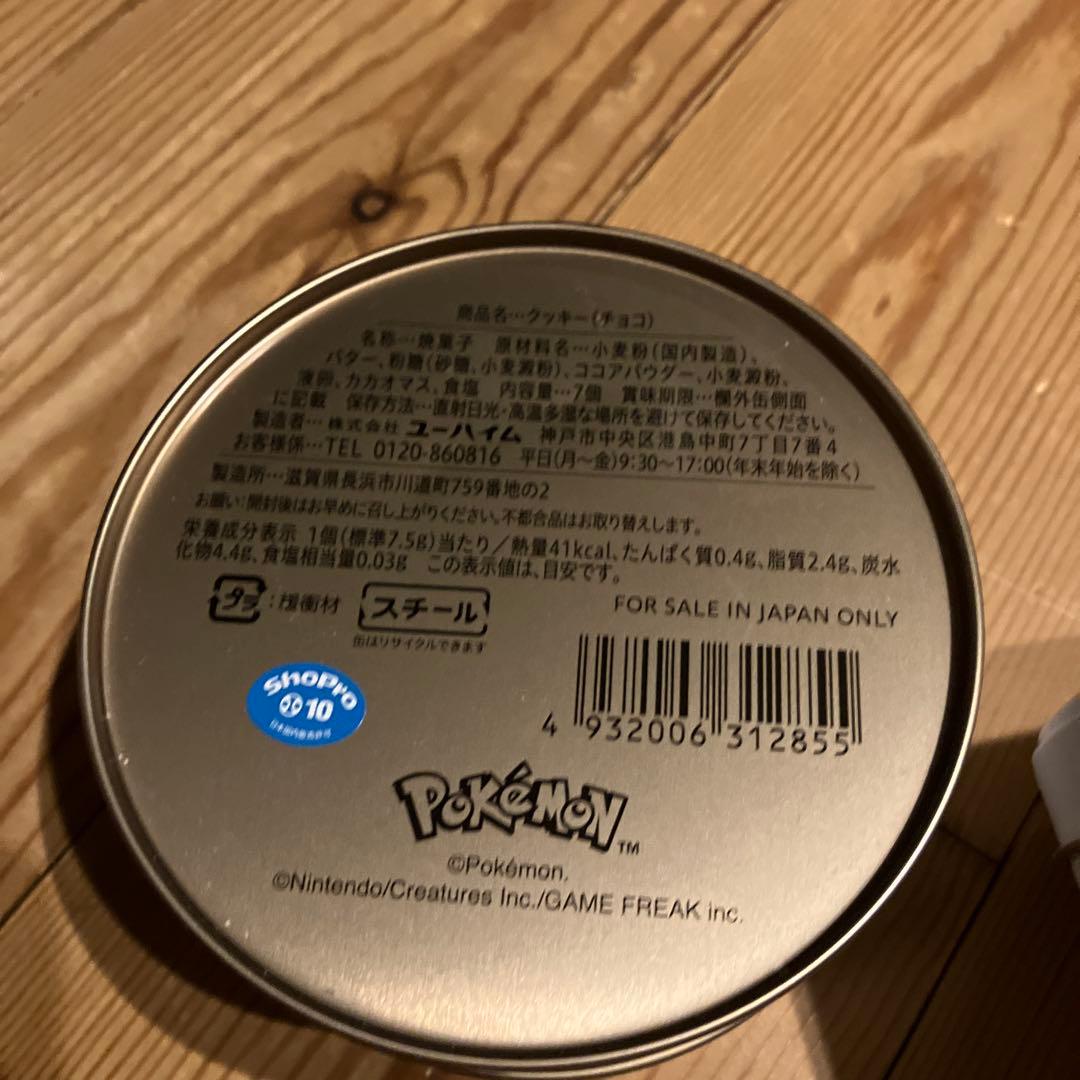 商品名…クッキー(チョコ)
名称…焼菓子 原材料名…小麦粉(国内製造)、
バター、粉糖(砂糖、小麦澱粉)、ココアパウダー、小麦澱粉、
液卵、カカオマス、食塩 内容量…7個 賞味期限…欄外缶側面
に記載 保存方法…直射日光・高温多湿な場所を避けて保存してください。
製造者…株式会社 ユーハイム 神戸市中央区港島中町7丁目7番4
お客様係…TEL 0120-860816 平日(月〜金)9:30〜17:00(年末年始を除く)
製造所…滋賀県長浜市川道町759番地の2
お願い:開封後はお早めに召し上がりください。不都合品はお取り替えします。
栄養成分表示 1個(標準7.5g)当たり/熱量41kcal、たんぱく質0.4g、脂質2.4g、炭水
化物4.4g、食塩相当量0.03g この表示値は、目安です。
プラ:緩衝材 スチール
缶はリサイクルできます
FOR SALE IN JAPAN ONLY
ShoPro
10
日本国内販売許可
4 932006 312855
POKéMON™
©Pokémon.
©Nintendo/Creatures Inc./GAME FREAK inc.